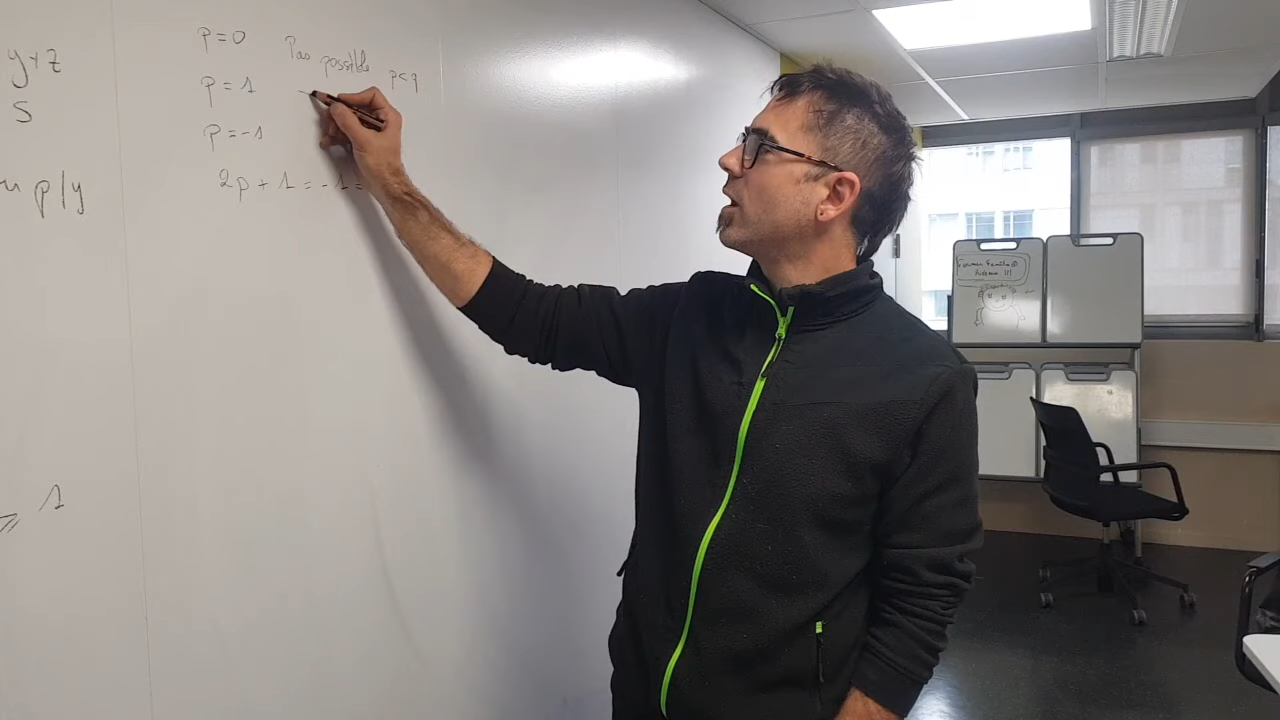 y+z
S
p/y
1
p=0 Pas possible p<q
p=1
p=-1
2p+1=-1=